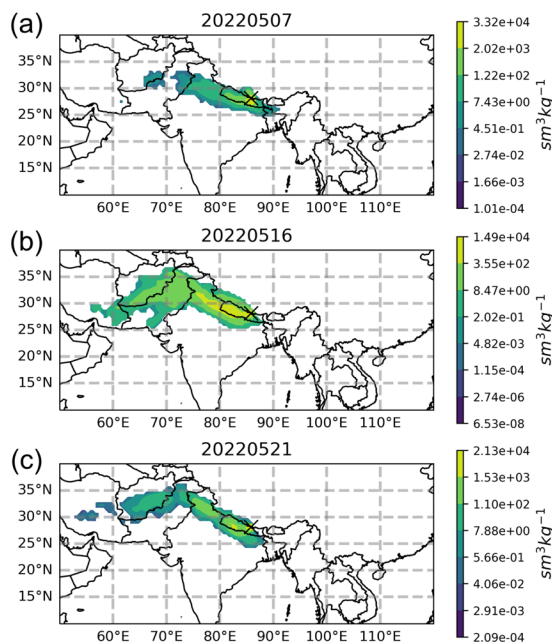 (a)
20220507
35°N
30°N
25°N
20°N
15°N
60°E 70°E 80°E 90°E 100°E 110°E
3.32e+04
2.02e+03
1.22e+02
7.43e+00
4.51e-01
2.74e-02
1.66e-03
1.01e-04
sm³kg⁻¹
(b)
20220516
35°N
30°N
25°N
20°N
15°N
60°E 70°E 80°E 90°E 100°E 110°E
1.49e+04
3.55e+02
8.47e+00
2.02e-01
4.82e-03
1.15e-04
2.74e-06
6.53e-08
sm³kg⁻¹
(c)
20220521
35°N
30°N
25°N
20°N
15°N
60°E 70°E 80°E 90°E 100°E 110°E
2.13e+04
1.53e+03
1.10e+02
7.88e+00
5.66e-01
4.06e-02
2.91e-03
2.09e-04
sm³kg⁻¹